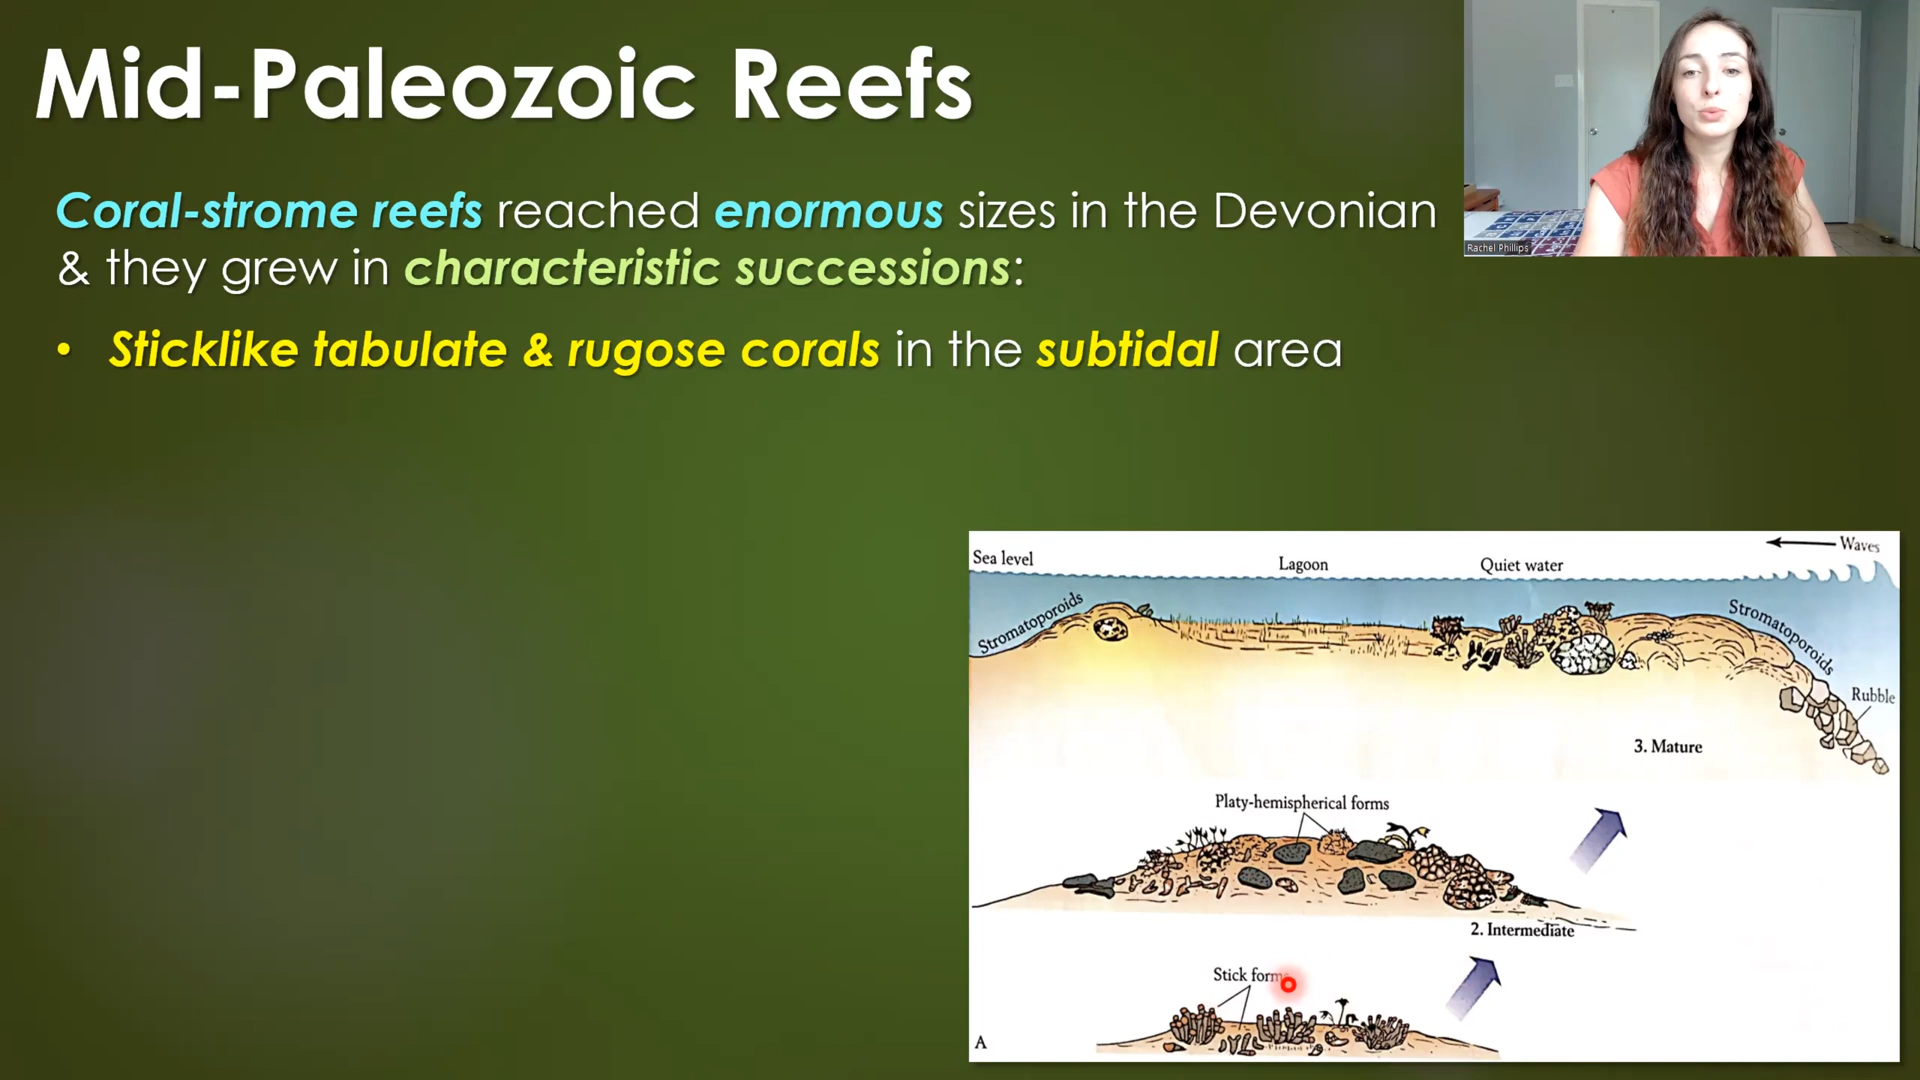 Mid-Paleozoic Reefs
Coral-strome reefs reached enormous sizes in the Devonian
& they grew in characteristic successions:
• Sticklike tabulate & rugose corals in the subtidal area
Rachel Phillips
Sea level
Lagoon
Quiet water
Waves
Stromatoporoids
Stromatoporoids
Rubble
3. Mature
Platy-hemispherical forms
2. Intermediate
Stick form
A